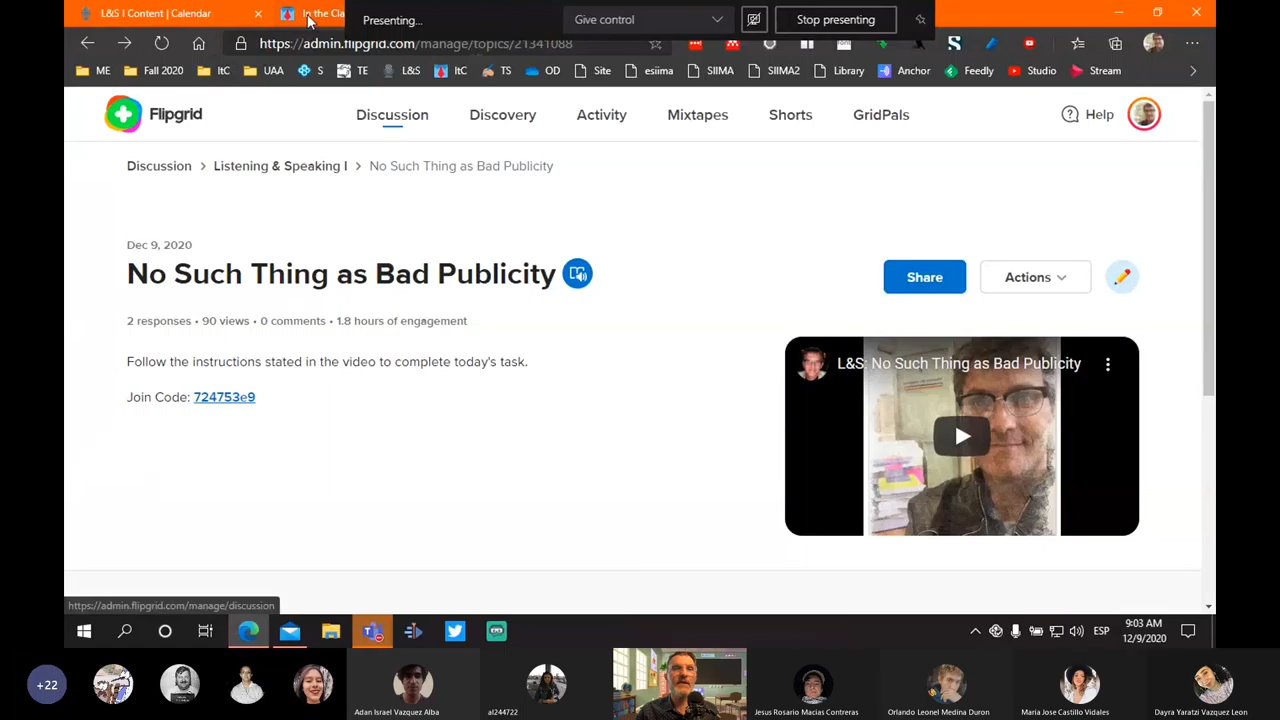 L&S I Content | Calendar
In the Cla
Presenting...
Give control
Stop presenting
https://admin.flipgrid.com/manage/topics/21341088
ME
Fall 2020
ItC
UAA
S
TE
L&S
ItC
TS
OD
Site
esiima
SIIMA
SIIMA2
Library
Anchor
Feedly
Studio
Stream
Flipgrid
Discussion
Discovery
Activity
Mixtapes
Shorts
GridPals
Help
Discussion > Listening & Speaking I > No Such Thing as Bad Publicity
Dec 9, 2020
No Such Thing as Bad Publicity
Share
Actions
2 responses • 90 views • 0 comments • 1.8 hours of engagement
Follow the instructions stated in the video to complete today's task.
Join Code: 724753e9
L&S: No Such Thing as Bad Publicity
https://admin.flipgrid.com/manage/discussion
ESP
9:03 AM
12/9/2020
+22
Adan Israel Vazquez Alba
al244722
Jesus Rosario Macias Contreras
Orlando Leonel Medina Duron
Maria Jose Castillo Vidales
Dayra Yaratzi Vazquez Leon